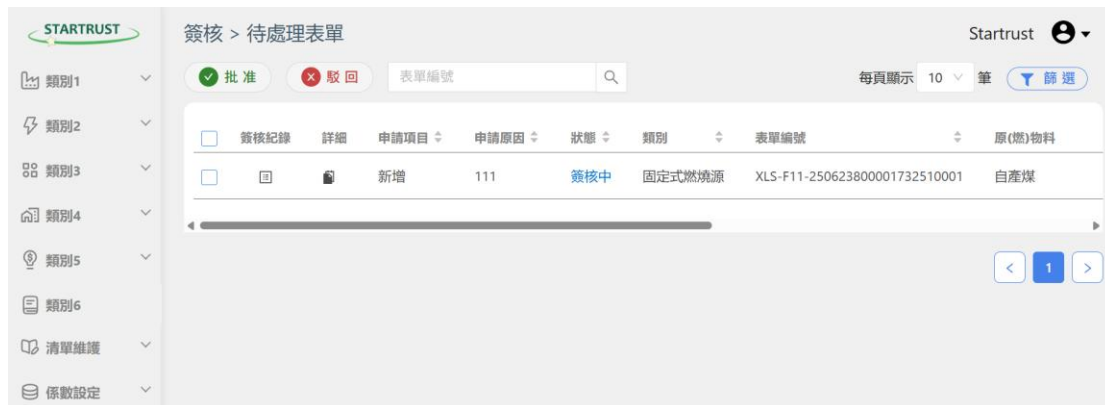 STARTRUST
簽核 > 待處理表單
Startrust
類別1
類別2
類別3
類別4
類別5
類別6
清單維護
係數設定
批准
駁回
表單編號
每頁顯示 10 筆
篩選
簽核紀錄 詳細 申請項目 申請原因 狀態 類別 表單編號 原(燃)物料
新增 111 簽核中 固定式燃燒源 XLS-F11-250623800001732510001 自產煤
< 1 >